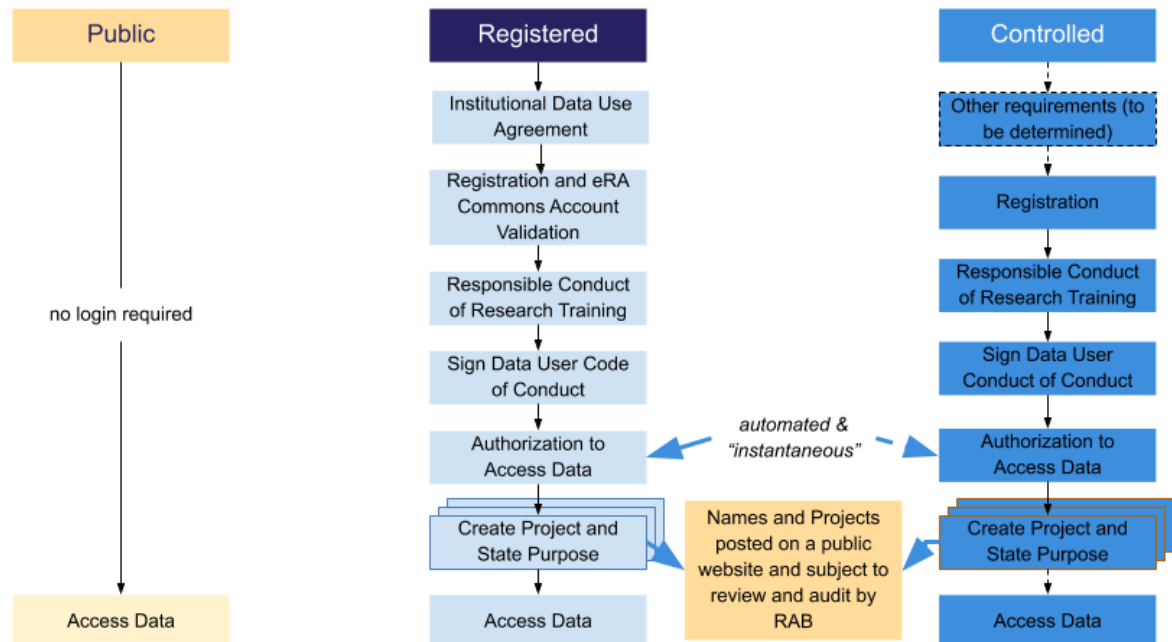 Public
no login required
Access Data
Registered
Institutional Data Use
Agreement
Registration and eRA
Commons Account
Validation
Responsible Conduct
of Research Training
Sign Data User Code
of Conduct
Authorization to
Access Data
Create Project and
State Purpose
Access Data
automated &
“instantaneous”
Names and Projects
posted on a public
website and subject to
review and audit by
RAB
Controlled
Other requirements (to
be determined)
Registration
Responsible Conduct
of Research Training
Sign Data User
Conduct of Conduct
Authorization to
Access Data
Create Project and
State Purpose
Access Data